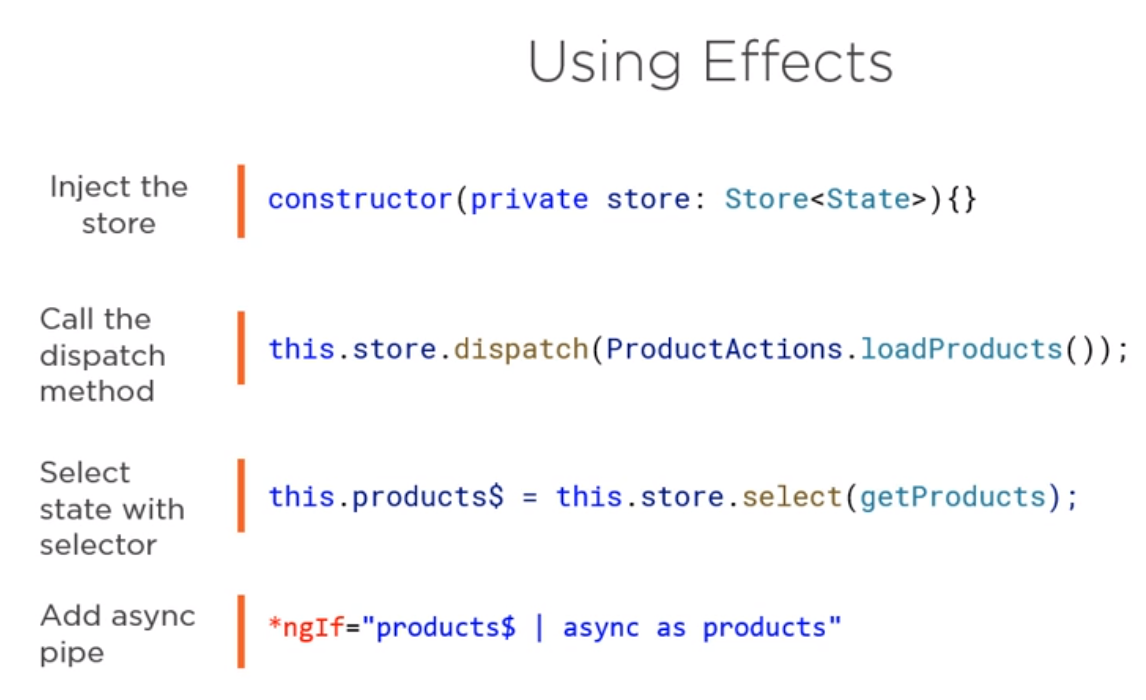 Using Effects
Inject the
store
constructor(private store: Store<State>){}
Call the
dispatch
method
this.store.dispatch(ProductActions.loadProducts());
Select
state with
selector
this.products$ = this.store.select(getProducts);
Add async
pipe
*ngIf="products$ | async as products"